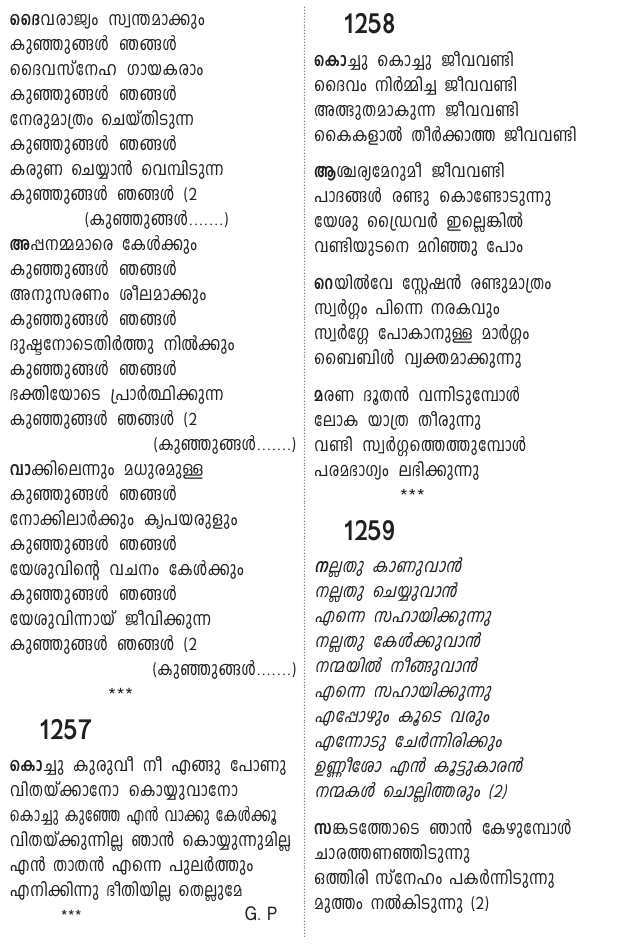 ദൈവരാജ്യം സ്വന്തമാക്കും
കുഞ്ഞുങ്ങൾ ഞങ്ങൾ
ദൈവസ്നേഹ ഗായകരാം
കുഞ്ഞുങ്ങൾ ഞങ്ങൾ
നേരുമാത്രം ചെയ്തിടുന്ന
കുഞ്ഞുങ്ങൾ ഞങ്ങൾ
കരുണ ചെയ്യാൻ വെമ്പിടുന്ന
കുഞ്ഞുങ്ങൾ ഞങ്ങൾ (2
(കുഞ്ഞുങ്ങൾ.......)
അപ്പനമ്മമാരെ കേൾക്കും
കുഞ്ഞുങ്ങൾ ഞങ്ങൾ
അനുസരണം ശീലമാക്കും
കുഞ്ഞുങ്ങൾ ഞങ്ങൾ
ദുഷ്ടനോടെതിർത്തു നിൽക്കും
കുഞ്ഞുങ്ങൾ ഞങ്ങൾ
ഭക്തിയോടെ പ്രാർത്ഥിക്കുന്ന
കുഞ്ഞുങ്ങൾ ഞങ്ങൾ (2
(കുഞ്ഞുങ്ങൾ.......)
വാക്കിലെന്നും മധുരമുള്ള
കുഞ്ഞുങ്ങൾ ഞങ്ങൾ
നോക്കിലാർക്കും കൃപയരുളും
കുഞ്ഞുങ്ങൾ ഞങ്ങൾ
യേശുവിന്റെ വചനം കേൾക്കും
കുഞ്ഞുങ്ങൾ ഞങ്ങൾ
യേശുവിന്നായ് ജീവിക്കുന്ന
കുഞ്ഞുങ്ങൾ ഞങ്ങൾ (2
(കുഞ്ഞുങ്ങൾ.......)
***
1257
കൊച്ചു കുരുവീ നീ എങ്ങു പോണു
വിതയ്ക്കാനോ കൊയ്യുവാനോ
കൊച്ചു കുഞ്ഞേ എൻ വാക്കു കേൾക്കൂ
വിതയ്ക്കുന്നില്ല ഞാൻ കൊയ്യുന്നുമില്ല
എൻ താതൻ എന്നെ പുലർത്തും
എനിക്കിന്നു ഭീതിയില്ല തെല്ലുമേ
*** G. P
1258
കൊച്ചു കൊച്ചു ജീവവണ്ടി
ദൈവം നിർമ്മിച്ച ജീവവണ്ടി
അത്ഭുതമാകുന്ന ജീവവണ്ടി
കൈകളാൽ തീർക്കാത്ത ജീവവണ്ടി
ആശ്ചര്യമേറുമീ ജീവവണ്ടി
പാദങ്ങൾ രണ്ടു കൊണ്ടോടുന്നു
യേശു ഡ്രൈവർ ഇല്ലെങ്കിൽ
വണ്ടിയുടനെ മറിഞ്ഞു പോം
റെയിൽവേ സ്റ്റേഷൻ രണ്ടുമാത്രം
സ്വർഗ്ഗം പിന്നെ നരകവും
സ്വർഗ്ഗേ പോകാനുള്ള മാർഗ്ഗം
ബൈബിൾ വ്യക്തമാക്കുന്നു
മരണ ദൂതൻ വന്നിടുമ്പോൾ
ലോക യാത്ര തീരുന്നു
വണ്ടി സ്വർഗ്ഗത്തെത്തുമ്പോൾ
പരമഭാഗ്യം ലഭിക്കുന്നു
***
1259
നല്ലതു കാണുവാൻ
നല്ലതു ചെയ്യുവാൻ
എന്നെ സഹായിക്കുന്നു
നല്ലതു കേൾക്കുവാൻ
നന്മയിൽ നീങ്ങുവാൻ
എന്നെ സഹായിക്കുന്നു
എപ്പോഴും കൂടെ വരും
എന്നോടു ചേർന്നിരിക്കും
ഉണ്ണീശോ എൻ കൂട്ടുകാരൻ
നന്മകൾ ചൊല്ലിത്തരും (2)
സങ്കടത്തോടെ ഞാൻ കേഴുമ്പോൾ
ചാരത്തണഞ്ഞിടുന്നു
ഒത്തിരി സ്നേഹം പകർന്നിടുന്നു
മുത്തം നൽകിടുന്നു (2)